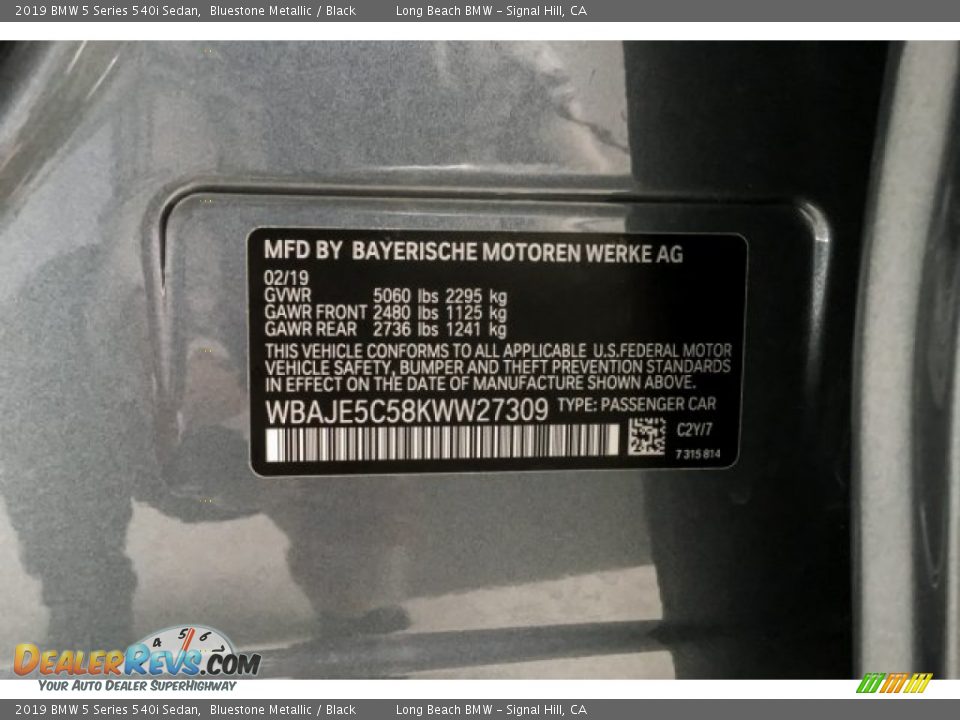 2019 BMW 5 Series 540i Sedan, Bluestone Metallic / Black Long Beach BMW - Signal Hill, CA
MFD BY BAYERISCHE MOTOREN WERKE AG
02/19
GVWR 5060 lbs 2295 kg
GAWR FRONT 2480 lbs 1125 kg
GAWR REAR 2736 lbs 1241 kg
THIS VEHICLE CONFORMS TO ALL APPLICABLE U.S.FEDERAL MOTOR
VEHICLE SAFETY, BUMPER AND THEFT PREVENTION STANDARDS
IN EFFECT ON THE DATE OF MANUFACTURE SHOWN ABOVE.
WBAJE5C58KWW27309 TYPE: PASSENGER CAR
C2Y/7
7 315 814
4 5 6
DEALERREVS.COM
YOUR AUTO DEALER SUPERHIGHWAY
2019 BMW 5 Series 540i Sedan, Bluestone Metallic / Black Long Beach BMW - Signal Hill, CA